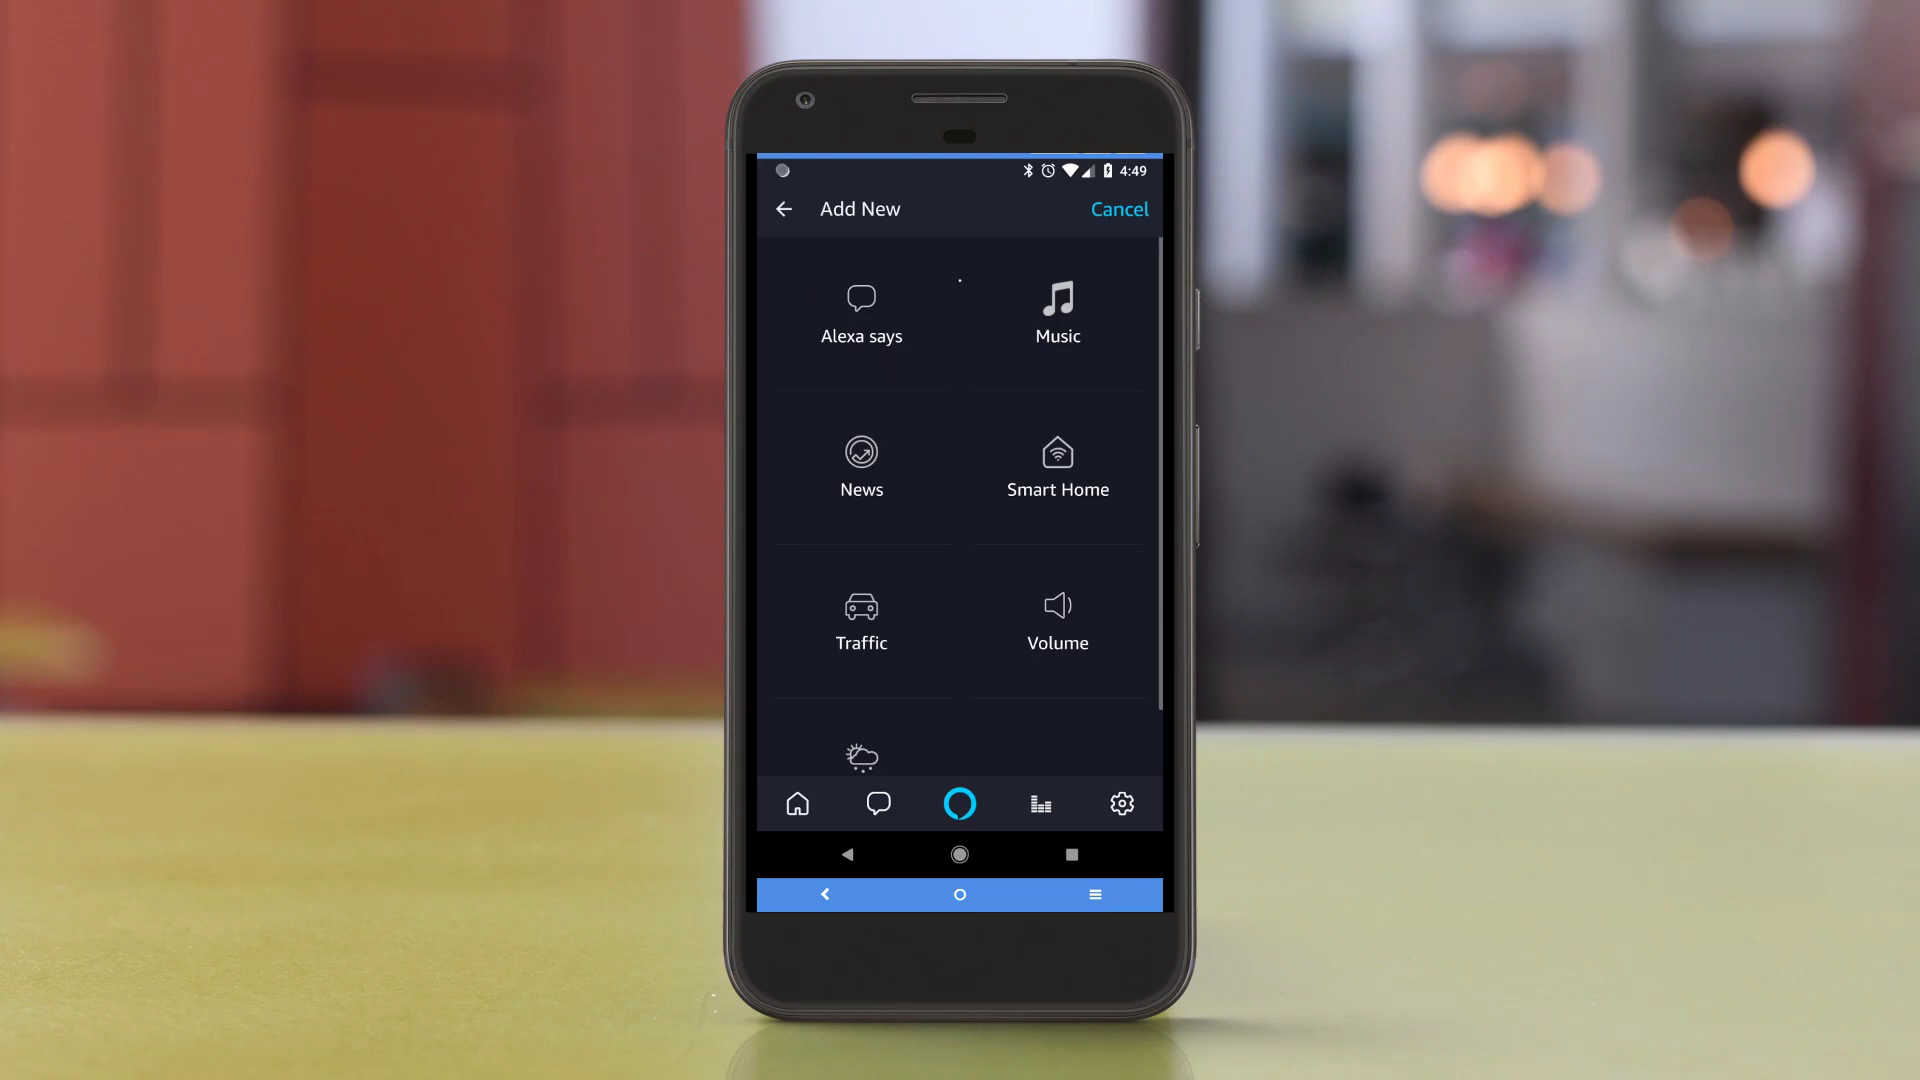 4:49
Add New Cancel
Alexa says Music
News Smart Home
Traffic Volume